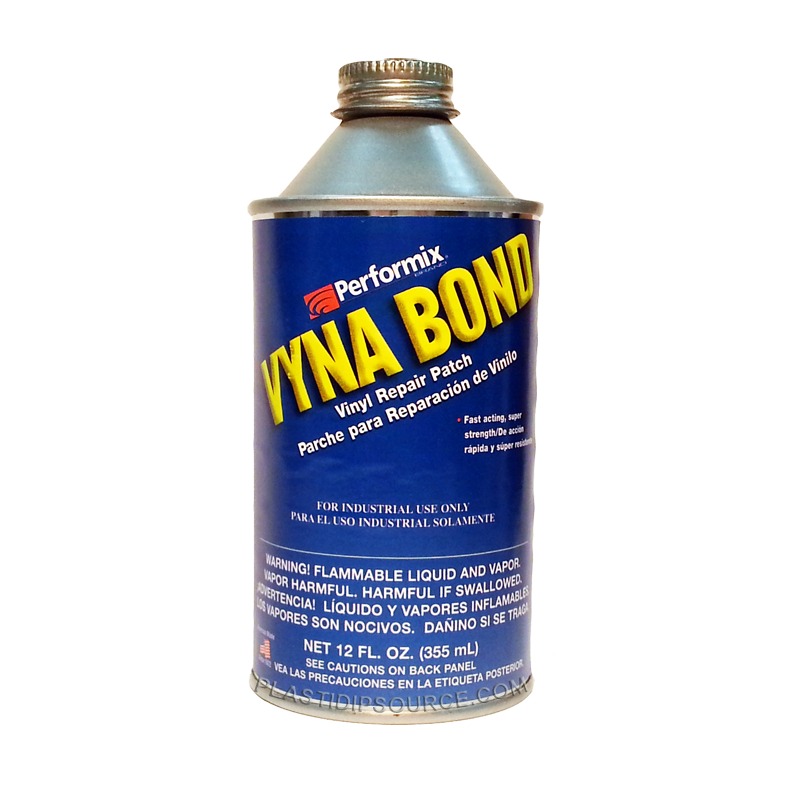 Performix
BRAND
VYNA BOND
Vinyl Repair Patch
Parche para Reparación de Vinilo
• Fast acting, super
strength/De acción
rápida y súper
FOR INDUSTRIAL USE ONLY
PARA EL USO INDUSTRIAL SOLAMENTE
WARNING! FLAMMABLE LIQUID AND VAPOR.
VAPOR HARMFUL. HARMFUL IF SWALLOWED.
¡ADVERTENCIA! LÍQUIDO Y VAPORES INFLAMABLES.
LOS VAPORES SON NOCIVOS. DAÑINO SI SE TRAGA.
NET 12 FL. OZ. (355 mL)
SEE CAUTIONS ON BACK PANEL
VEA LAS PRECAUCIONES EN LA ETIQUETA POSTERIOR.
PLASTIDIPSOURCE.COM